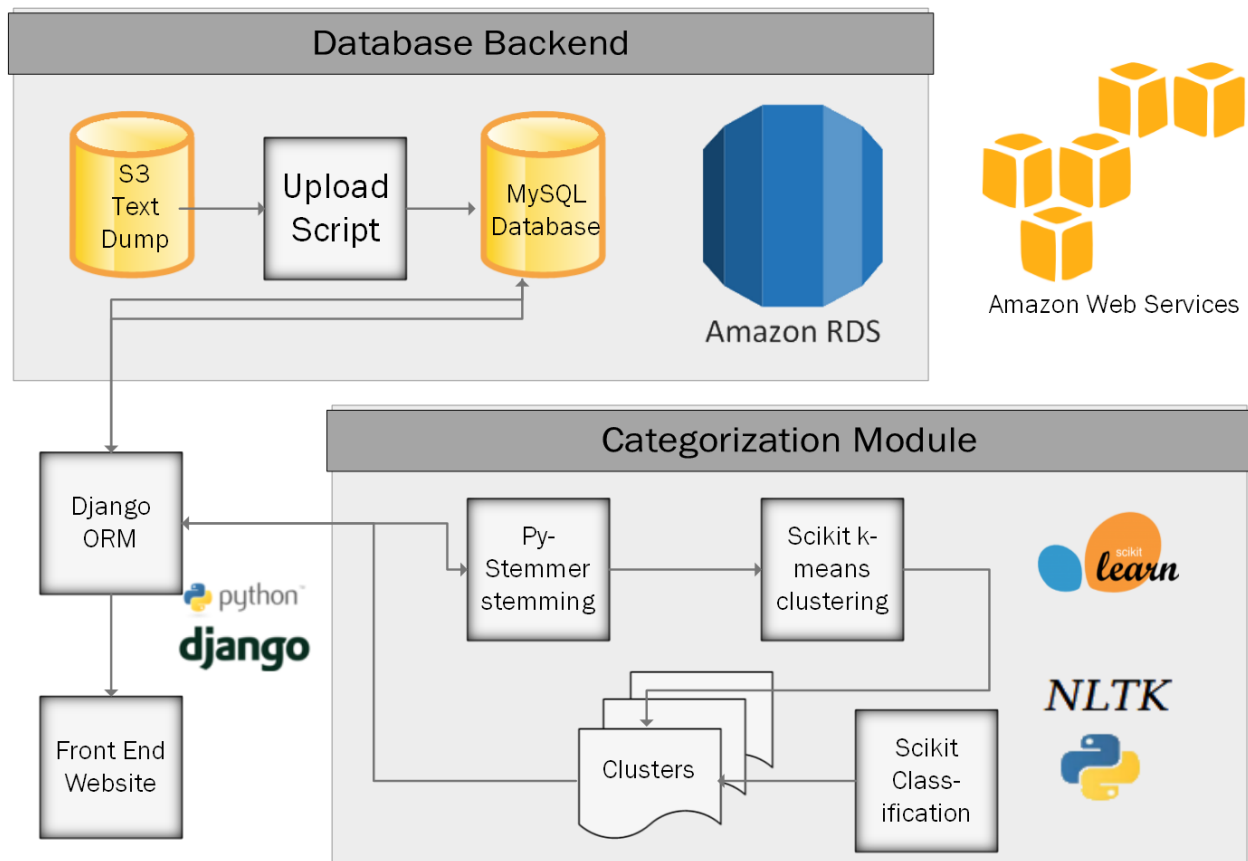 Database Backend
S3
Text
Dump
Upload
Script
MySQL
Database
Amazon RDS
Amazon Web Services
Categorization Module
Django
ORM
Py-
Stemmer
stemming
Scikit k-
means
clustering
scikit
learn
python™
django
NLTK
Front End
Website
Clusters
Scikit
Class-
ification